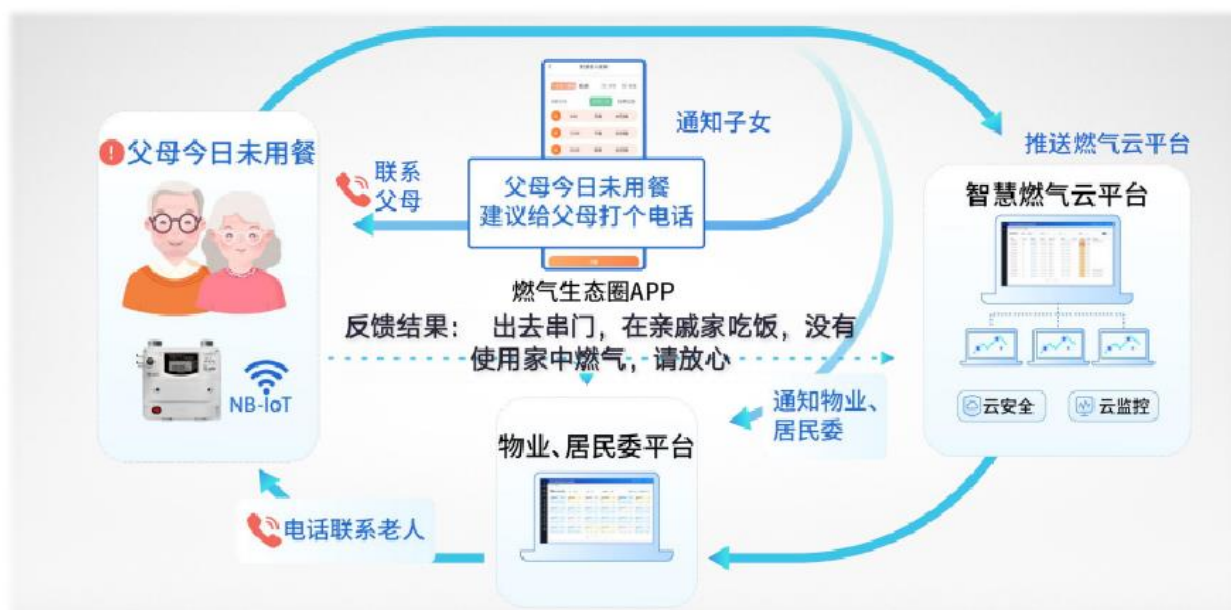 父母今日未用餐
NB-IoT
联系
父母
通知子女
父母今日未用餐
建议给父母打个电话
燃气生态圈APP
反馈结果： 出去串门，在亲戚家吃饭，没有
使用家中燃气，请放心
推送燃气云平台
智慧燃气云平台
云安全
云监控
通知物业、
居民委
物业、居民委平台
电话联系老人